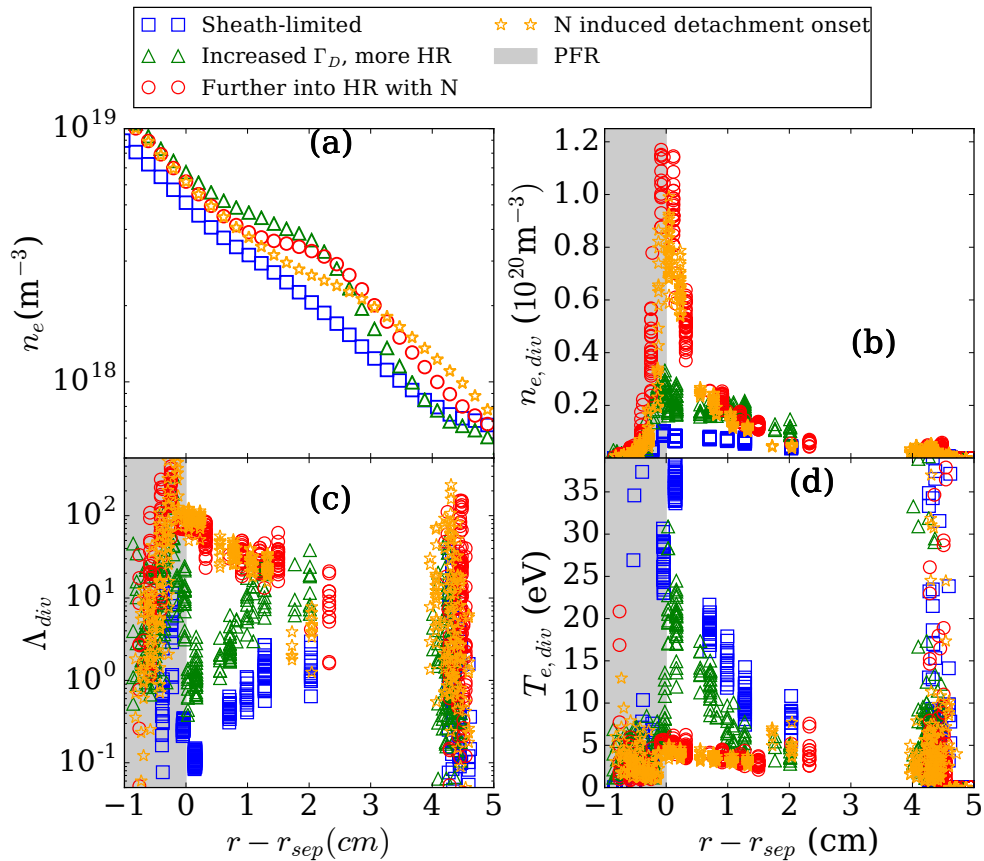 Sheath-limited
Increased Γ_D, more HR
Further into HR with N
N induced detachment onset
PFR
(a)
10^19
10^18
n_e(m^−3)
(b)
1.2
1.0
0.8
0.6
0.4
0.2
n_e,div (10^20 m^−3)
(c)
10^2
10^1
10^0
10^−1
Λ_div
−1 0 1 2 3 4 5
r − r_sep(cm)
(d)
35
30
25
20
15
10
5
0
T_e,div (eV)
−1 0 1 2 3 4 5
r − r_sep (cm)